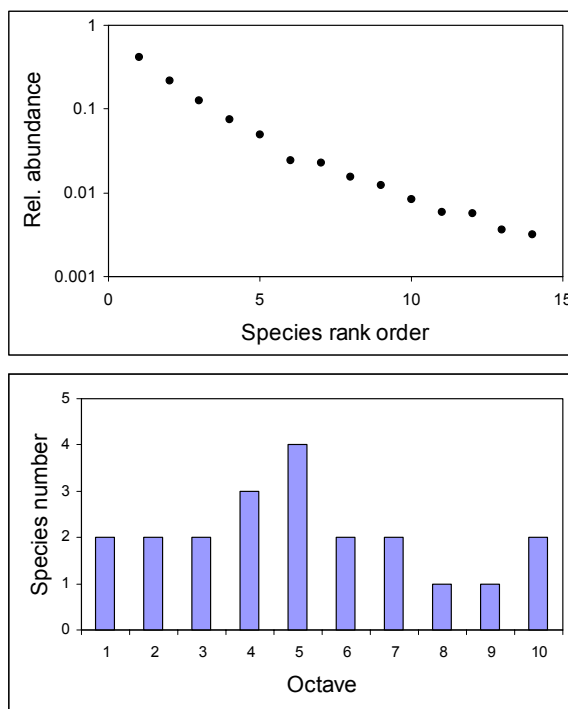 1
0.1
0.01
0.001
Rel. abundance
0 5 10 15
Species rank order
5
4
3
2
1
0
Species number
1 2 3 4 5 6 7 8 9 10
Octave